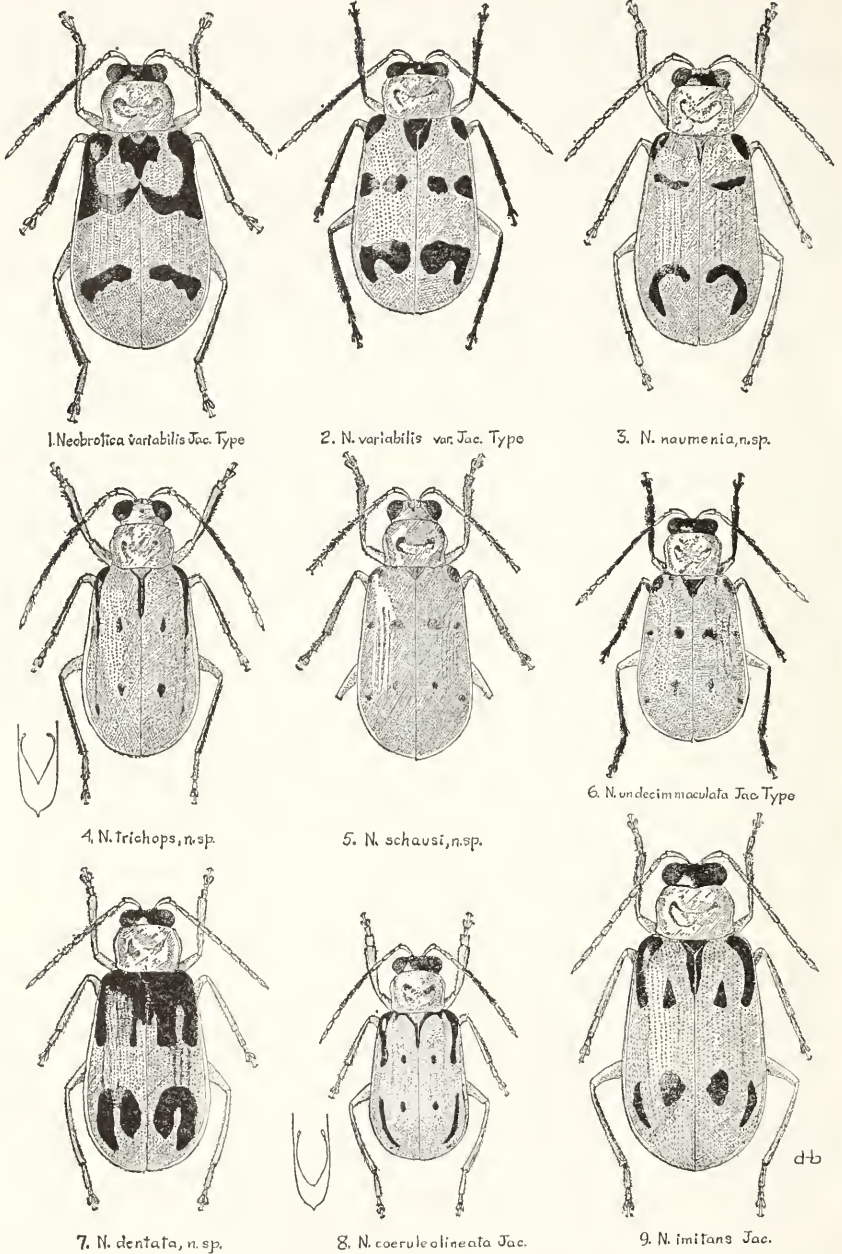 1. Neobrotica variabilis Jac. Type
2. N. variabilis var. Jac. Type
3. N. naumenia, n.sp.
4. N. trichops, n.sp.
5. N. schausi, n.sp.
6. N. undecimmaculata Jac Type
7. N. dentata, n. sp.
8. N. coeruleolineata Jac.
9. N. imitans Jac.
d-b